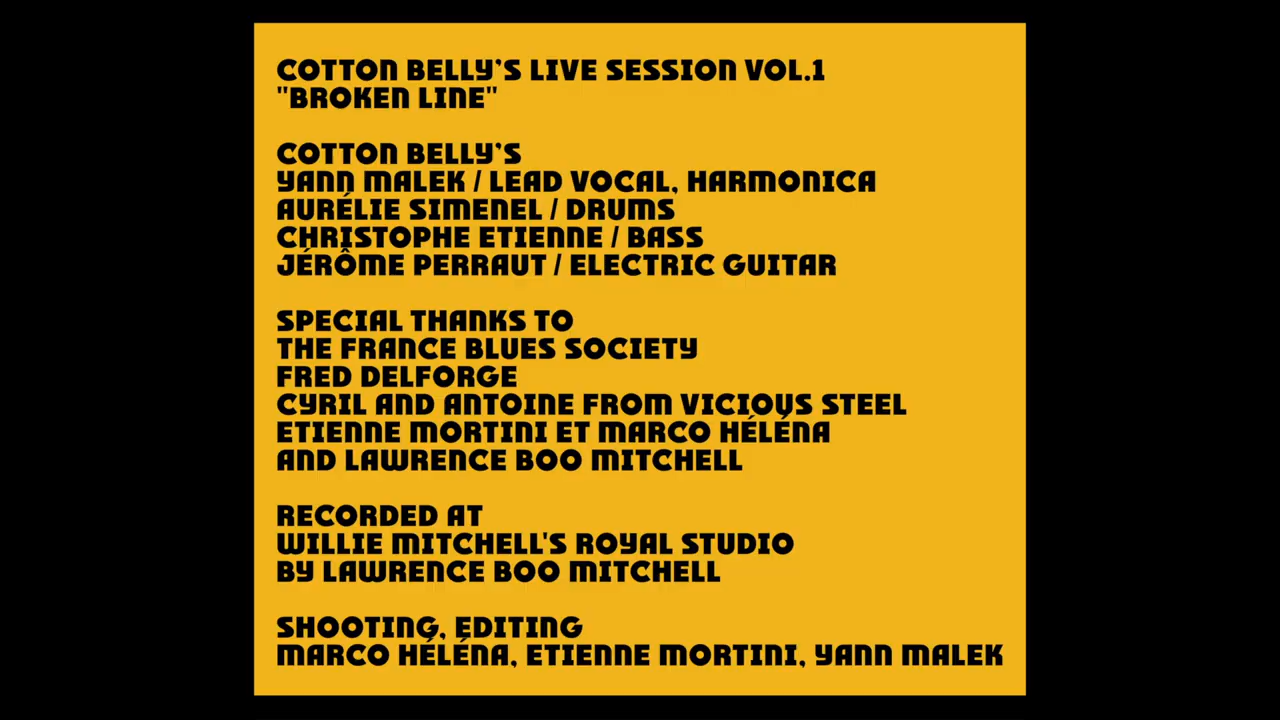 COTTON BELLY’S LIVE SESSION VOL.1
"BROKEN LINE"
COTTON BELLY’S
YANN MALEK / LEAD VOCAL, HARMONICA
AURÉLIE SIMENEL / DRUMS
CHRISTOPHE ETIENNE / BASS
JÉRÔME PERRAUT / ELECTRIC GUITAR
SPECIAL THANKS TO
THE FRANCE BLUES SOCIETY
FRED DELFORGE
CYRIL AND ANTOINE FROM VICIOUS STEEL
ETIENNE MORTINI ET MARCO HÉLÉNA
AND LAWRENCE BOO MITCHELL
RECORDED AT
WILLIE MITCHELL'S ROYAL STUDIO
BY LAWRENCE BOO MITCHELL
SHOOTING, EDITING
MARCO HÉLÉNA, ETIENNE MORTINI, YANN MALEK